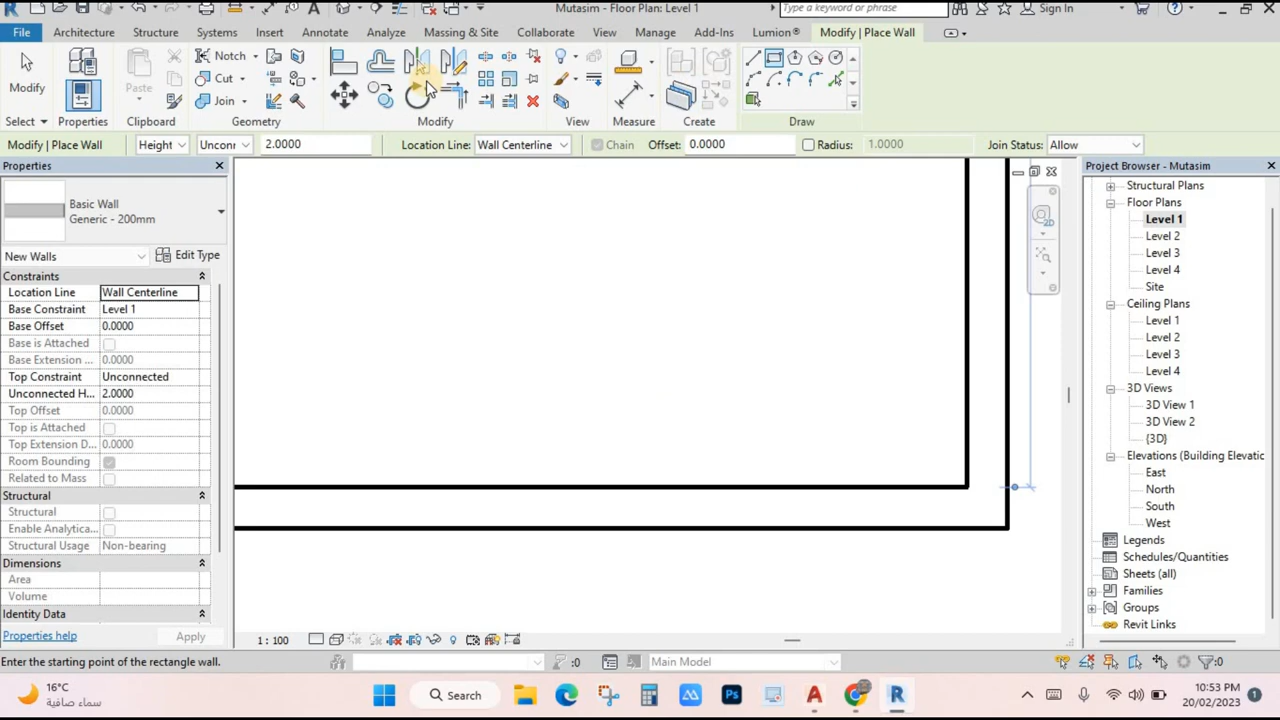 Mutasim - Floor Plan: Level 1
Type a keyword or phrase
Sign In
File Architecture Structure Systems Insert Annotate Analyze Massing & Site Collaborate View Manage Add-Ins Lumion® Modify | Place Wall
Modify
Select
Properties
Paste
Clipboard
Notch
Cut
Join
Geometry
Modify
View
Measure
Create
Draw
Modify | Place Wall Height Unconr 2.0000 Location Line: Wall Centerline Chain Offset: 0.0000 Radius: 1.0000 Join Status: Allow
Properties
Basic Wall
Generic - 200mm
New Walls Edit Type
Constraints
Location Line Wall Centerline
Base Constraint Level 1
Base Offset 0.0000
Base is Attached
Base Extension ... 0.0000
Top Constraint Unconnected
Unconnected H... 2.0000
Top Offset 0.0000
Top is Attached
Top Extension D... 0.0000
Room Bounding
Related to Mass
Structural
Structural
Enable Analytica...
Structural Usage Non-bearing
Dimensions
Area
Volume
Identity Data
Properties help Apply
2D
Project Browser - Mutasim
Structural Plans
Floor Plans
Level 1
Level 2
Level 3
Level 4
Site
Ceiling Plans
Level 1
Level 2
Level 3
Level 4
3D Views
3D View 1
3D View 2
{3D}
Elevations (Building Elevatic
East
North
South
West
Legends
Schedules/Quantities
Sheets (all)
Families
Groups
Revit Links
1 : 100
Enter the starting point of the rectangle wall.
:0 Main Model :0
16°C
سماء صافية
Search
Ps
10:53 PM
20/02/2023